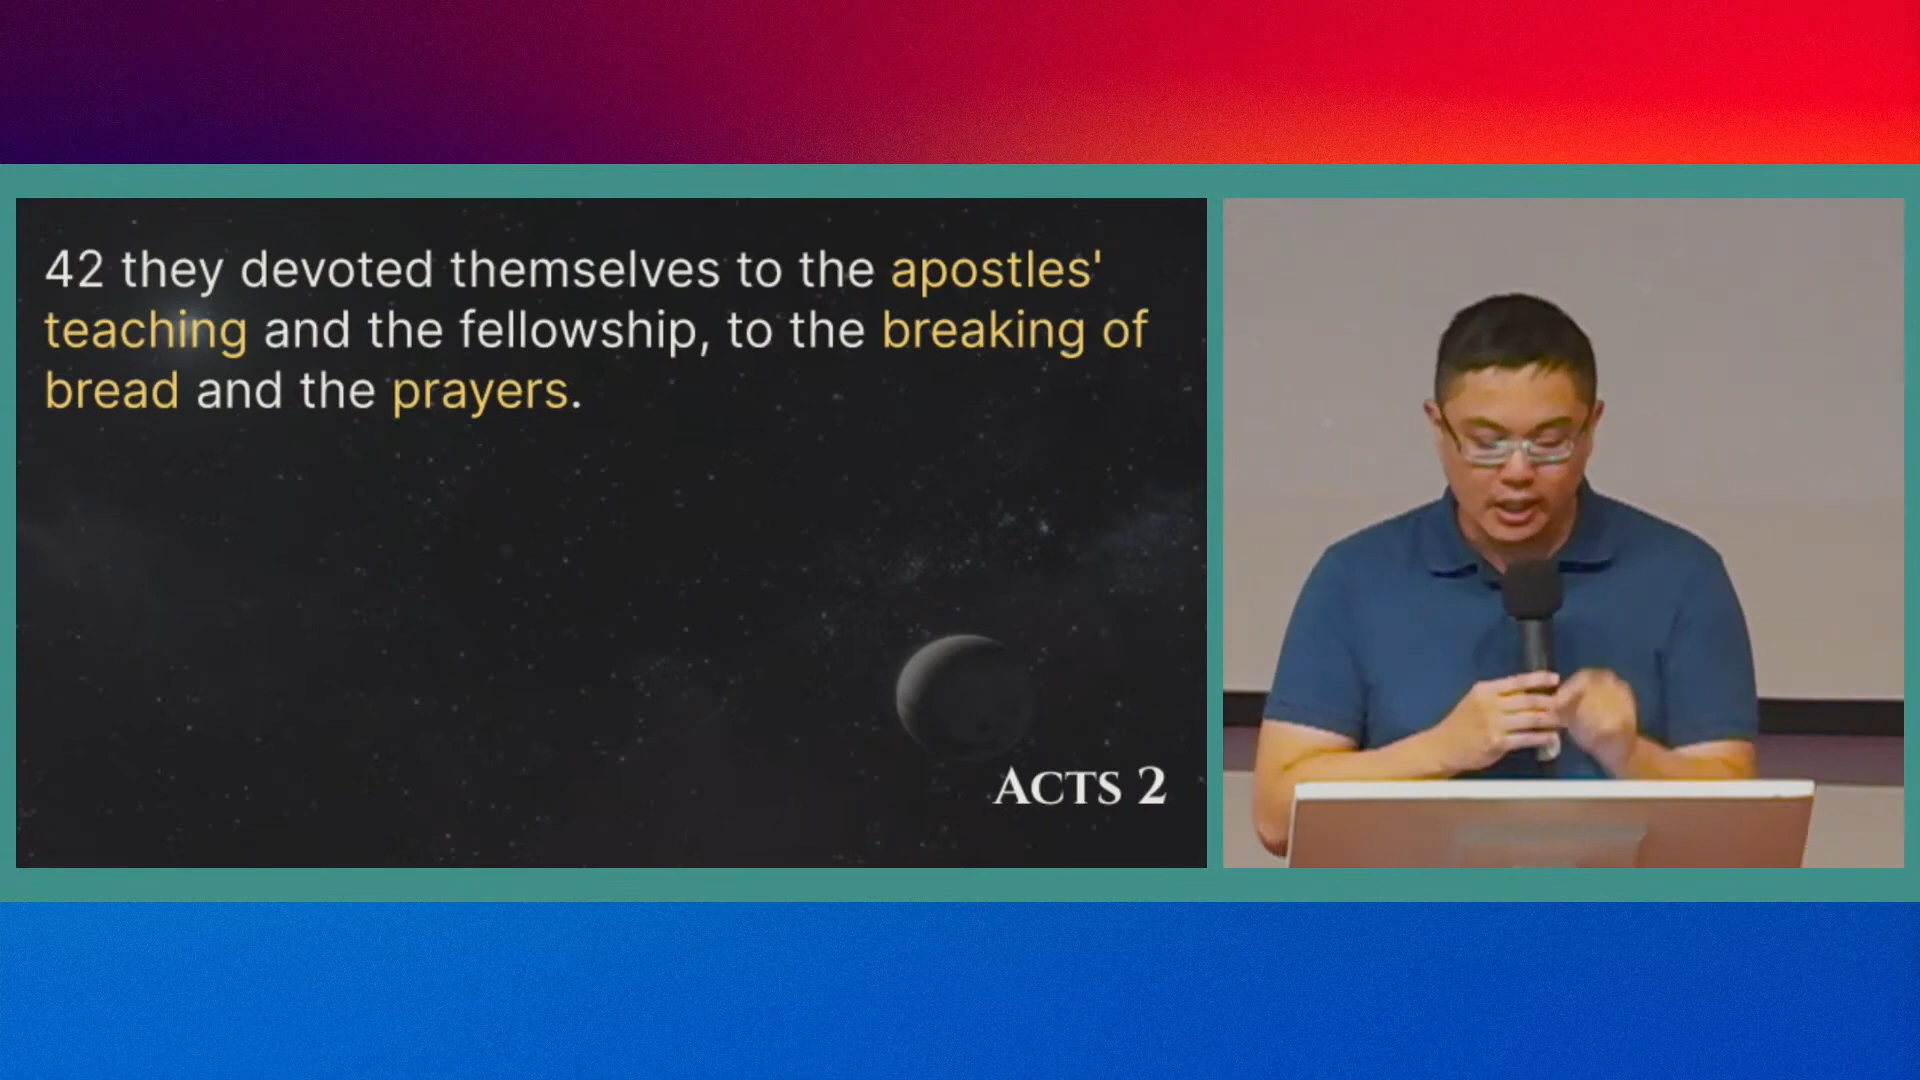 42 they devoted themselves to the apostles'
teaching and the fellowship, to the breaking of
bread and the prayers.
Acts 2